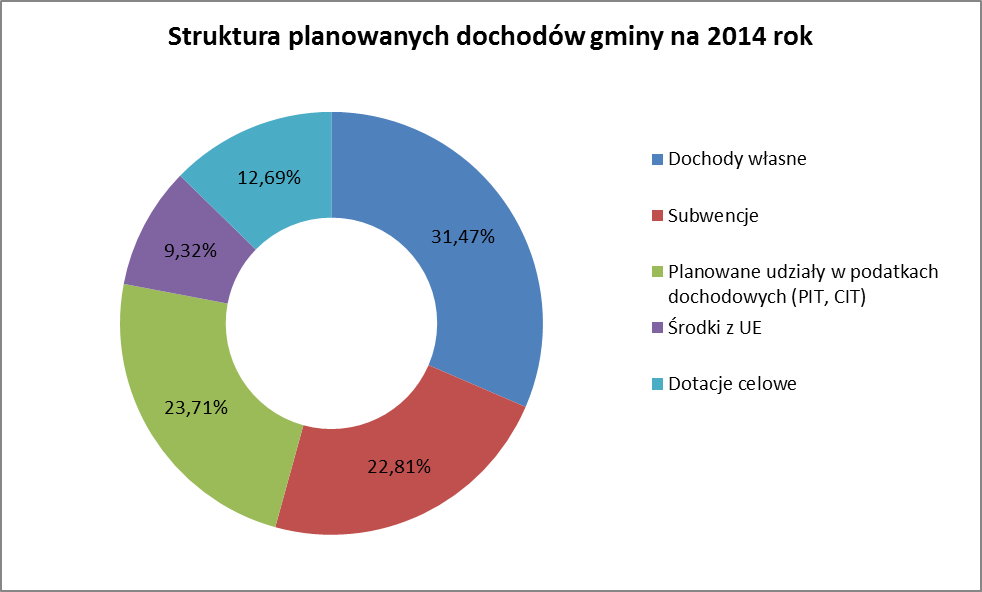 Struktura planowanych dochodów gminy na 2014 rok
12,69%
31,47%
9,32%
23,71%
22,81%
Dochody własne
Subwencje
Planowane udziały w podatkach
dochodowych (PIT, CIT)
Środki z UE
Dotacje celowe